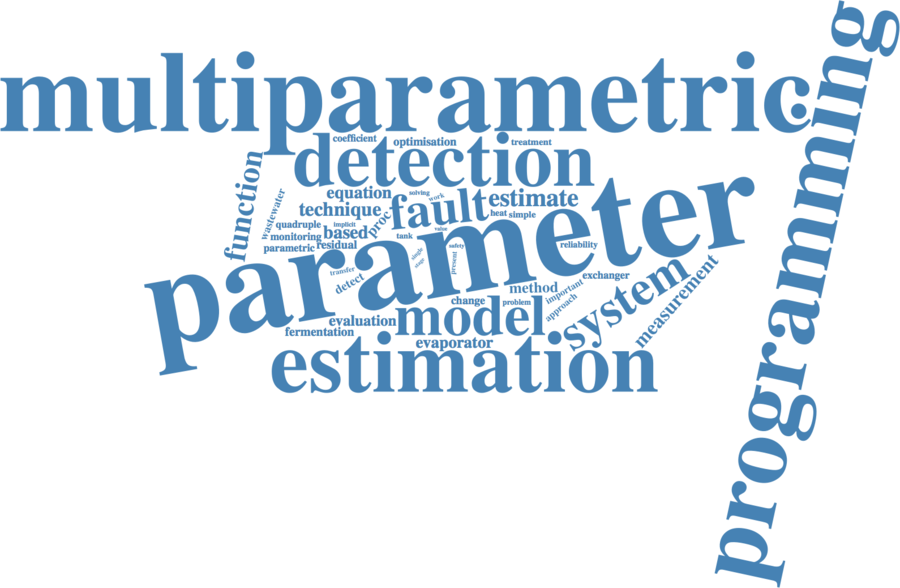 multiparametric
programming
coefficient
optimisation
treatment
detection
function
wastewater
equation
solving
work
estimate
technique
fault
heat
simple
quadruple
implicit
proc
monitoring
based
tank
value
parametric
residual
parameter
single
stage
safety
present
reliability
transfer
detect
exchanger
system
measurement
method
important
approach
change
problem
evaluation
model
fermentation
evaporator
estimation